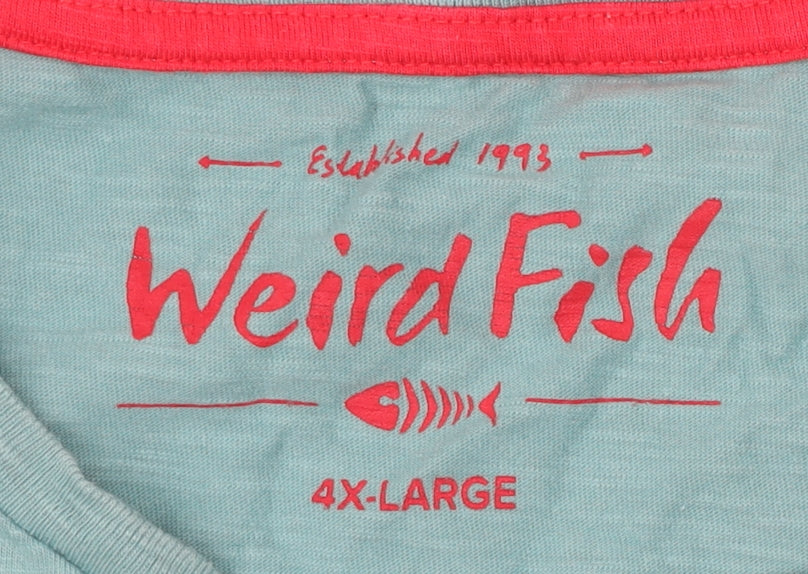 Established 1993
Weird Fish
4X-LARGE